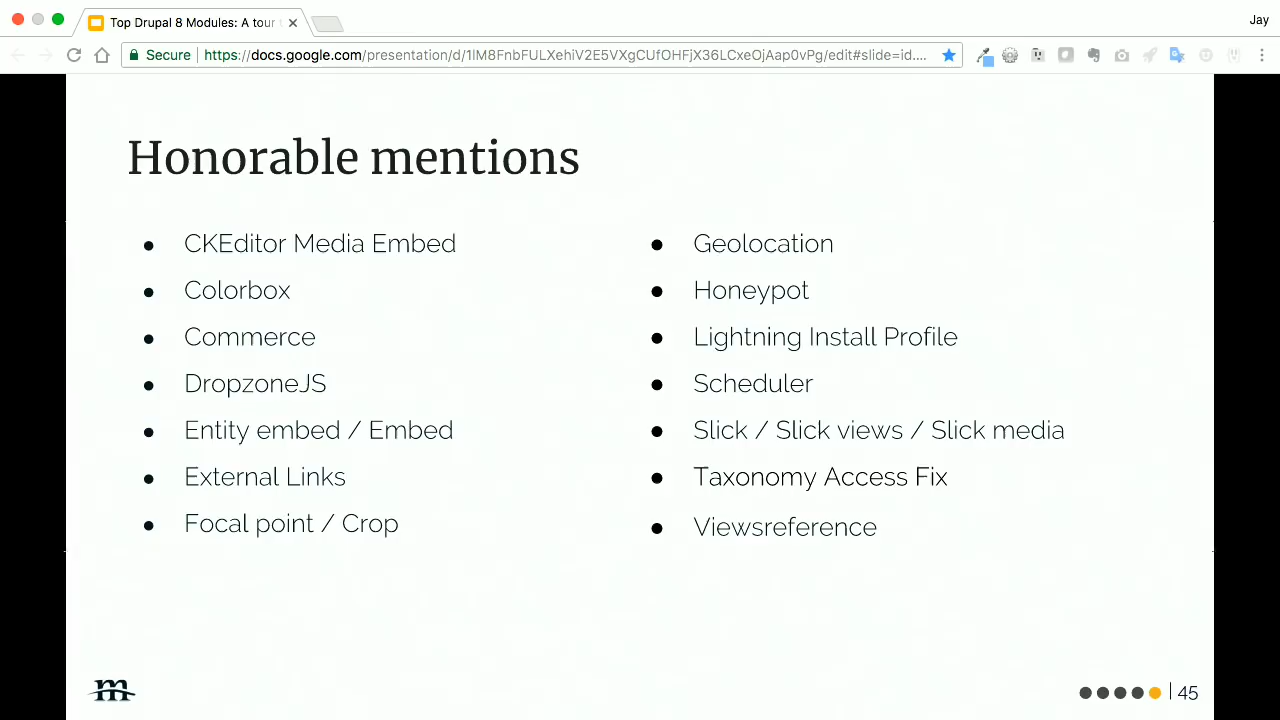 Top Drupal 8 Modules: A tour t
Jay
Secure
https://docs.google.com/presentation/d/1lM8FnbFULXehiV2E5VXgCUfOHFjX36LCxeOjAap0vPg/edit#slide=id....
Honorable mentions
CKEditor Media Embed
Colorbox
Commerce
DropzoneJS
Entity embed / Embed
External Links
Focal point / Crop
Geolocation
Honeypot
Lightning Install Profile
Scheduler
Slick / Slick views / Slick media
Taxonomy Access Fix
Viewsreference
m
45